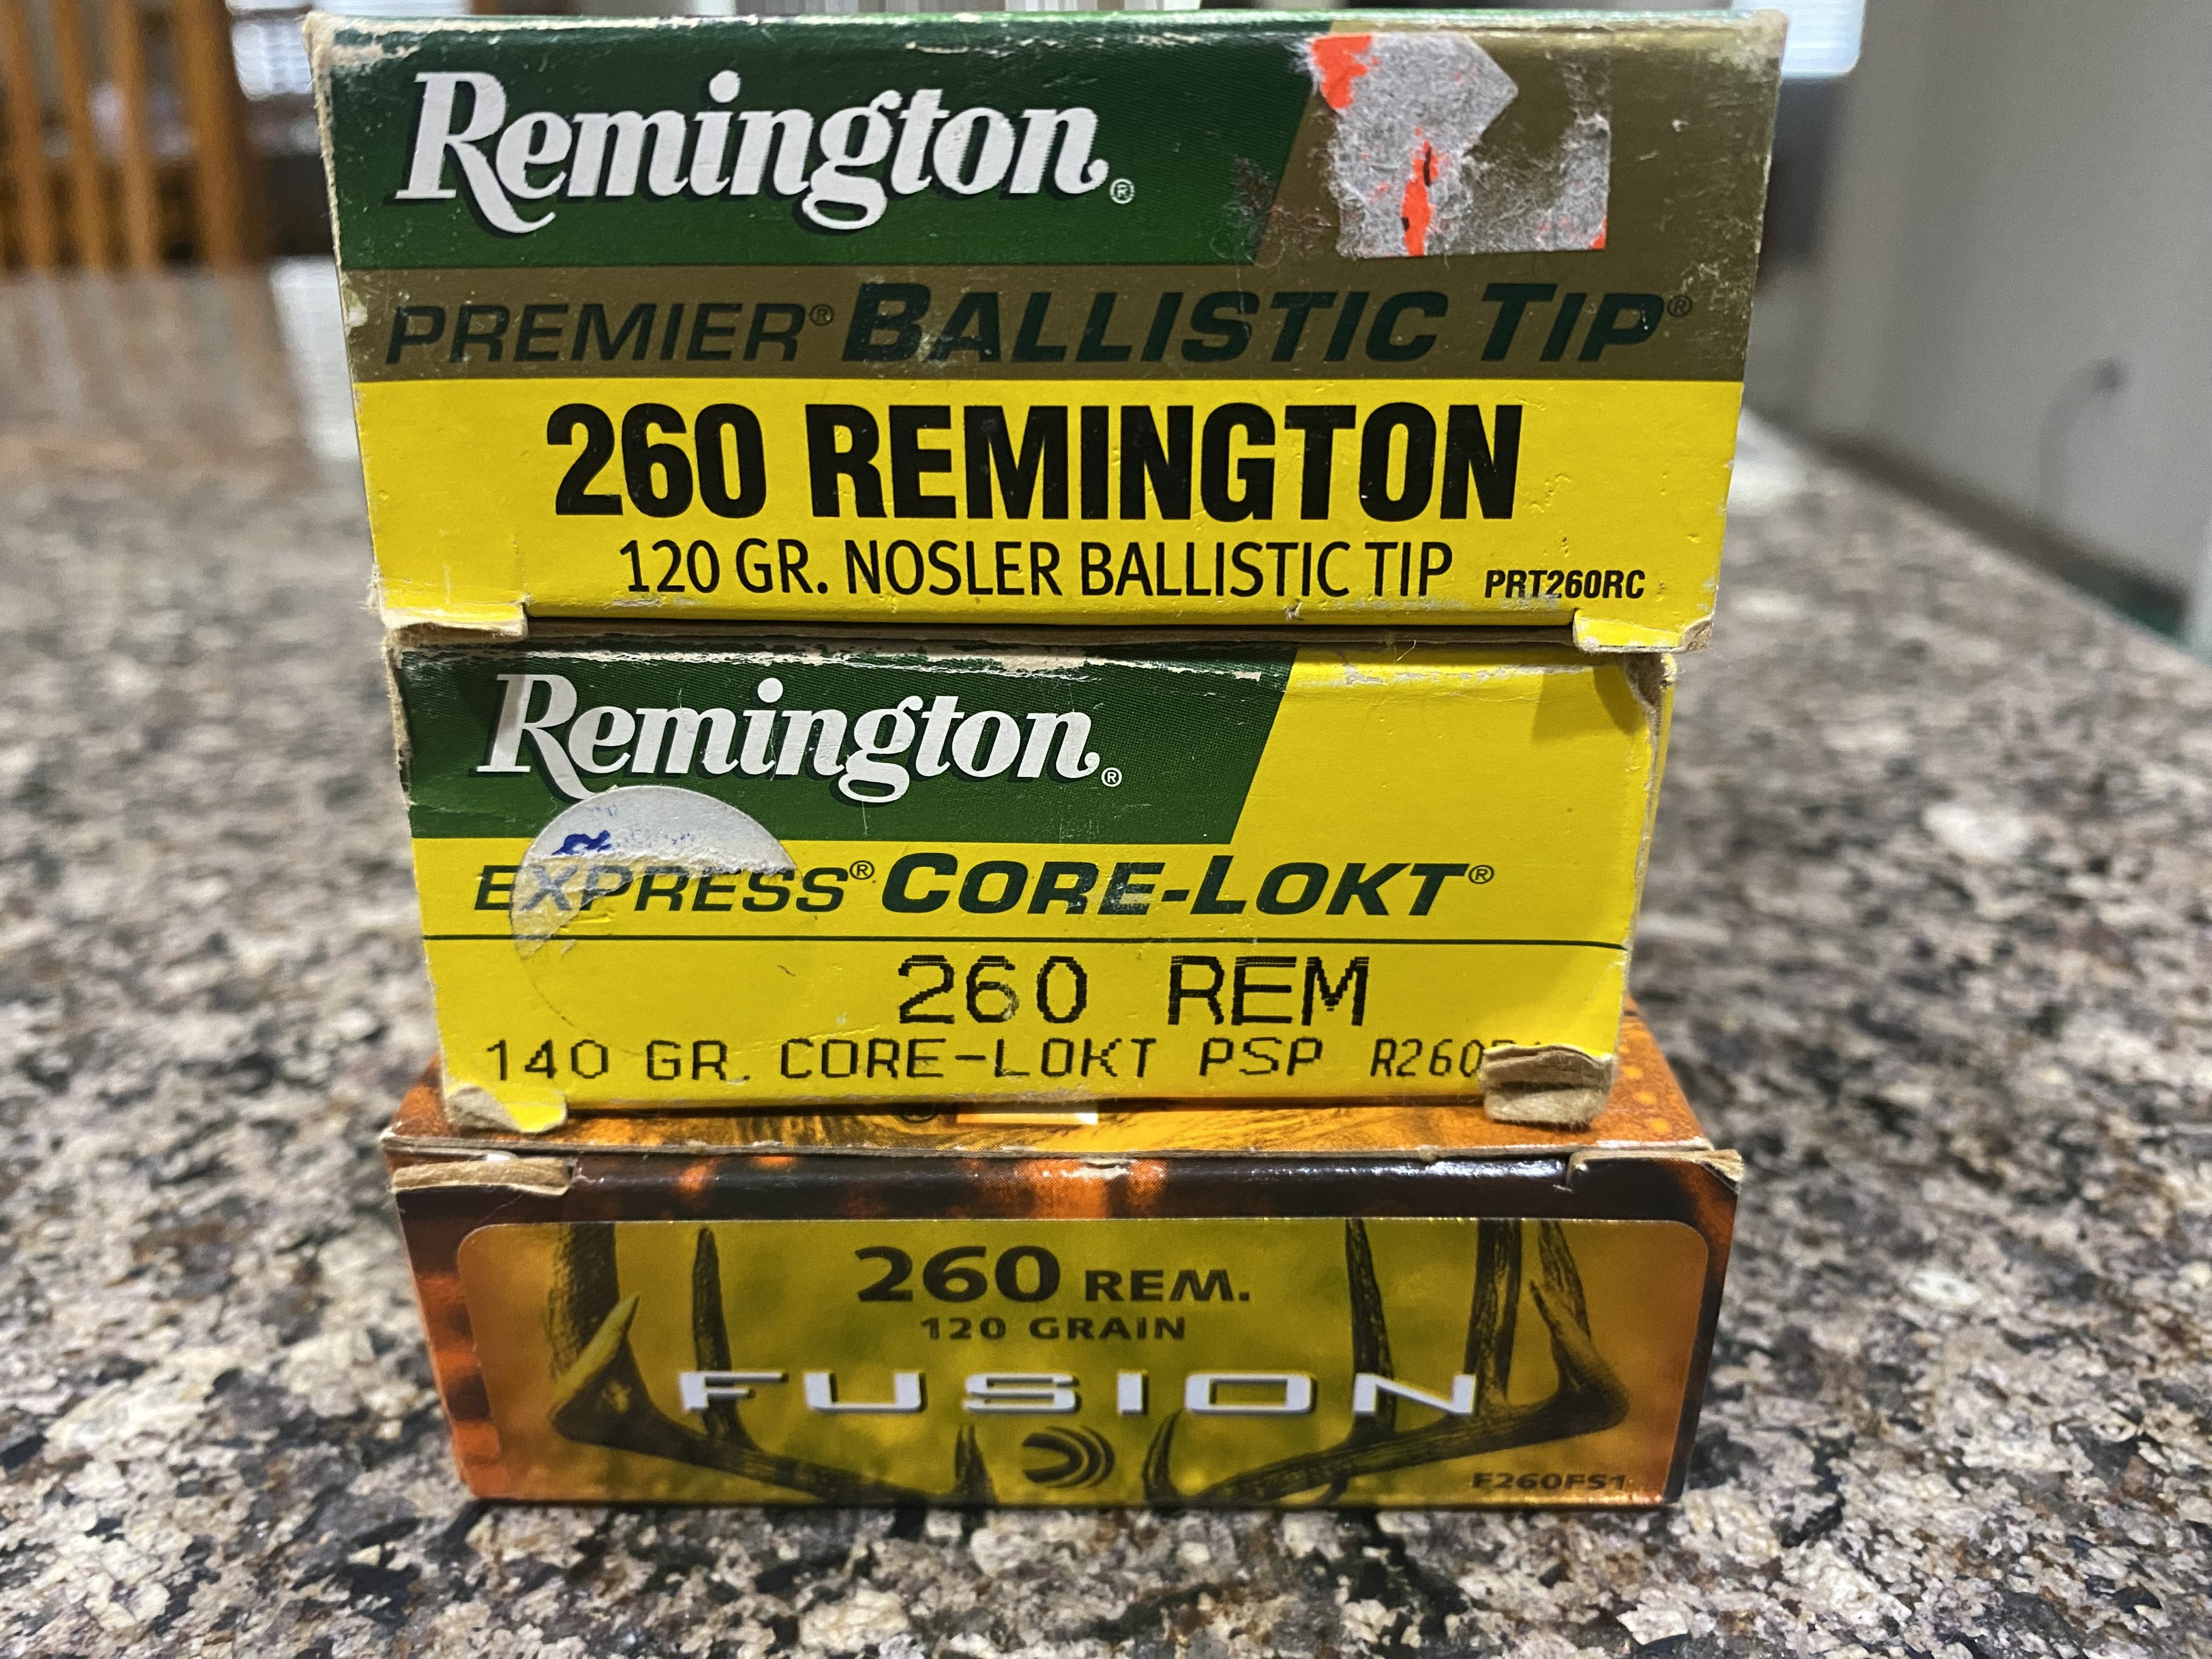 Remington®
PREMIER® BALLISTIC TIP®
260 REMINGTON
120 GR. NOSLER BALLISTIC TIP PRT260RC
Remington®
EXPRESS® CORE-LOKT®
260 REM
140 GR. CORE-LOKT PSP
260 REM.
120 GRAIN
FUSION
F260FS1